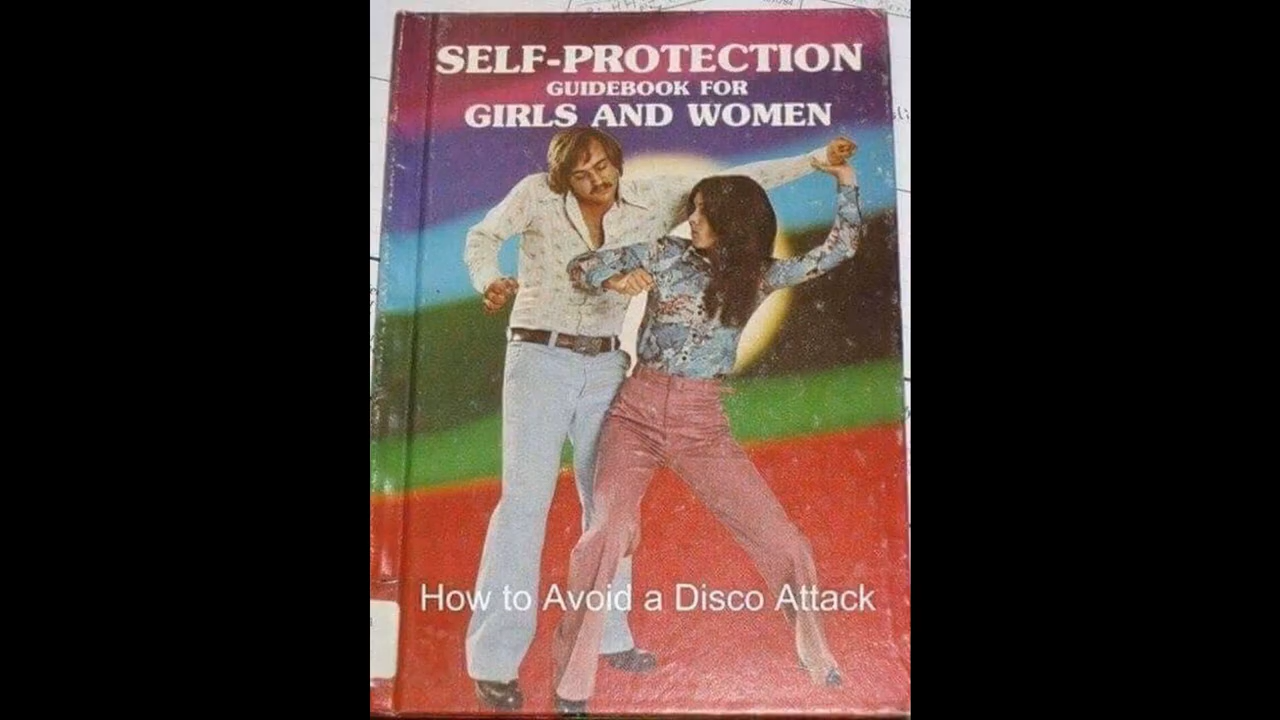 SELF-PROTECTION
GUIDEBOOK FOR
GIRLS AND WOMEN
How to Avoid a Disco Attack